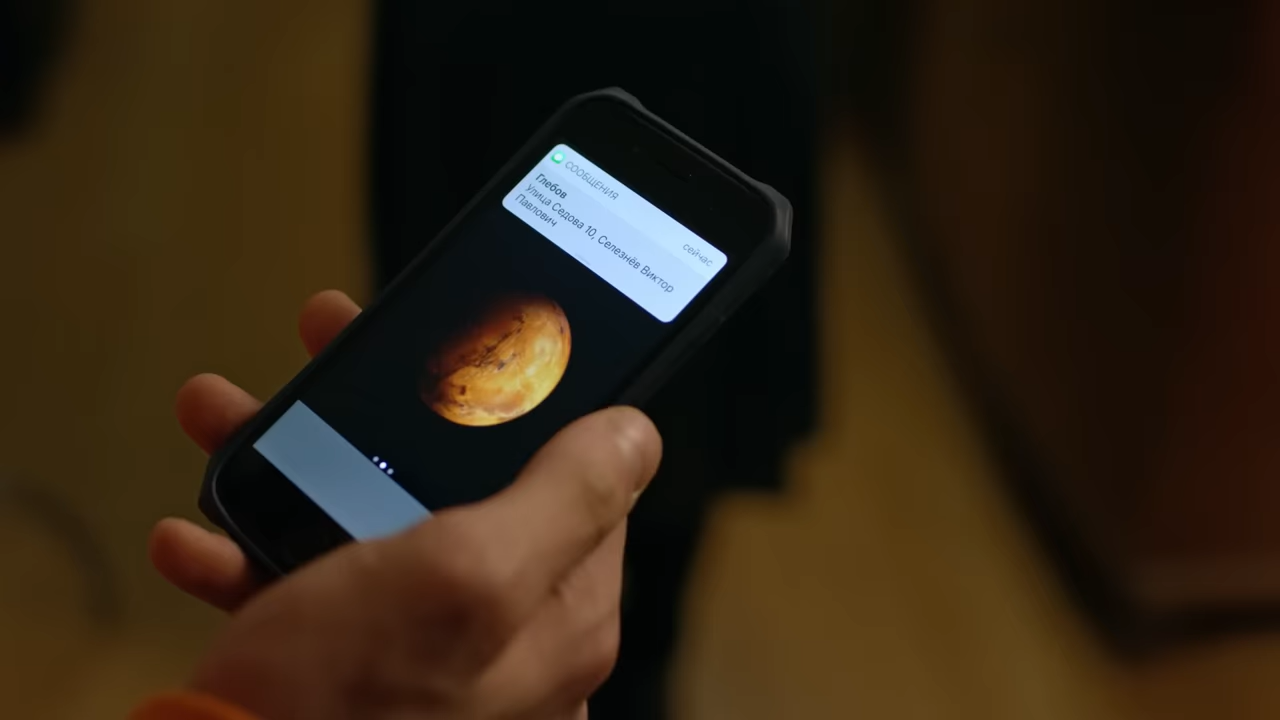 СООБЩЕНИЯ
сейчас
Глебов
Улица Седова 10, Селезнёв Виктор
Павлович